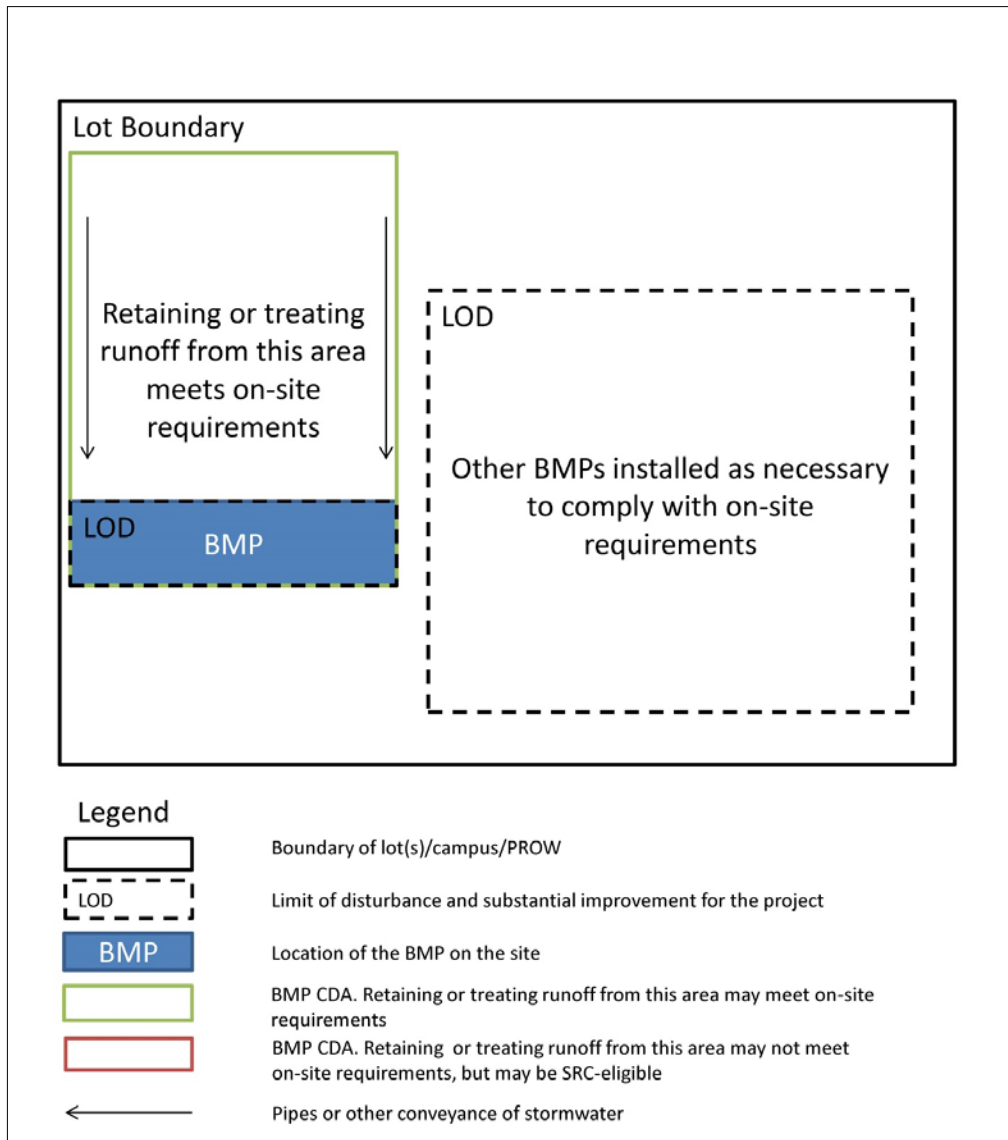 Lot Boundary
Retaining or treating
runoff from this area
meets on-site
requirements
LOD
BMP
LOD
Other BMPs installed as necessary
to comply with on-site
requirements
Legend
Boundary of lot(s)/campus/PROW
LOD
Limit of disturbance and substantial improvement for the project
BMP
Location of the BMP on the site
BMP CDA. Retaining or treating runoff from this area may meet on-site
requirements
BMP CDA. Retaining or treating runoff from this area may not meet
on-site requirements, but may be SRC-eligible
Pipes or other conveyance of stormwater